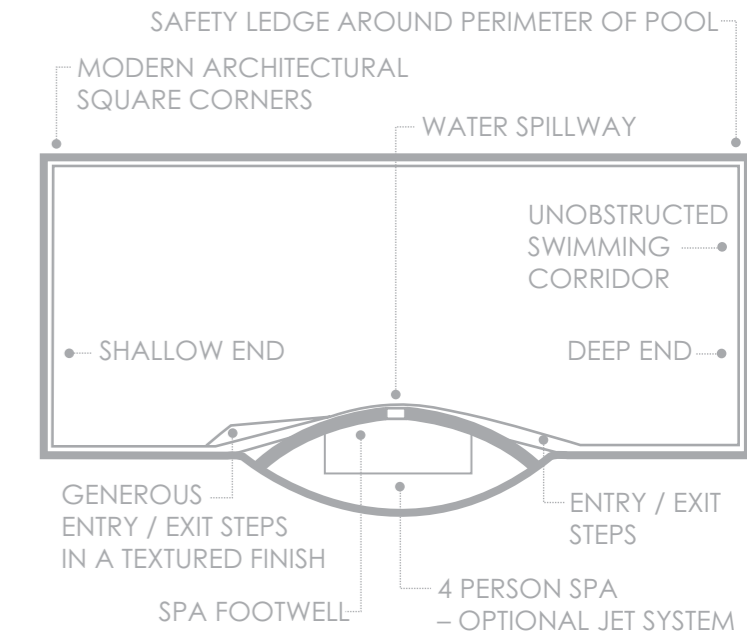 SAFETY LEDGE AROUND PERIMETER OF POOL
MODERN ARCHITECTURAL
SQUARE CORNERS
WATER SPILLWAY
UNOBSTRUCTED
SWIMMING
CORRIDOR
SHALLOW END
DEEP END
GENEROUS
ENTRY / EXIT STEPS
IN A TEXTURED FINISH
ENTRY / EXIT
STEPS
SPA FOOTWELL
4 PERSON SPA
– OPTIONAL JET SYSTEM